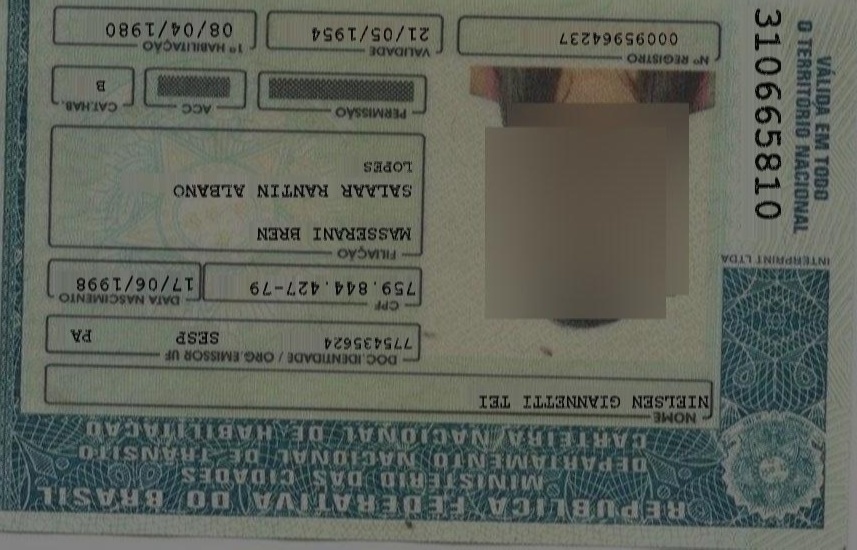 REPUBLICA FEDERATIVA DO BRASIL
MINISTERIO DAS CIDADES
DEPARTAMENTO NACIONAL DE TRANSITO
CARTEIRA NACIONAL DE HABILITACAO
NOME
NIELSEN GIANNETTI TEI
DOC.IDENTIDADE / ORG.EMISSOR UF
775435624 SESP PA
CPF
759.844.427-79
DATA NASCIMENTO
17/06/1998
FILIAÇÃO
MASSERANI BREN
SALAAR RANTIN ALBANO
LOPES
PERMISSÃO
ACC
CAT.HAB.
B
Nº REGISTRO
00095964237
VALIDADE
21/05/1954
1ª HABILITAÇÃO
08/04/1980
VÁLIDA EM TODO
O TERRITÓRIO NACIONAL
310665810
INTERPRINT LTDA